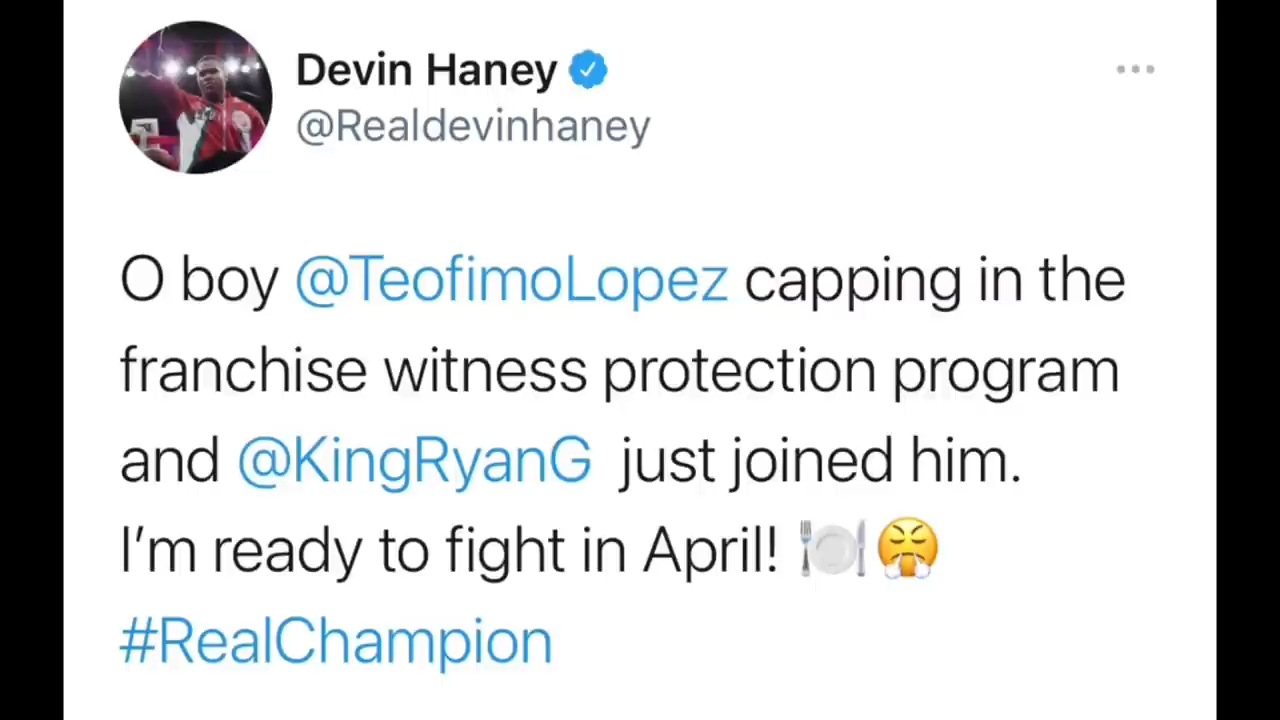 Devin Haney
@Realdevinhaney
O boy @TeofimoLopez capping in the
franchise witness protection program
and @KingRyanG just joined him.
I’m ready to fight in April! 🍽️😤
#RealChampion